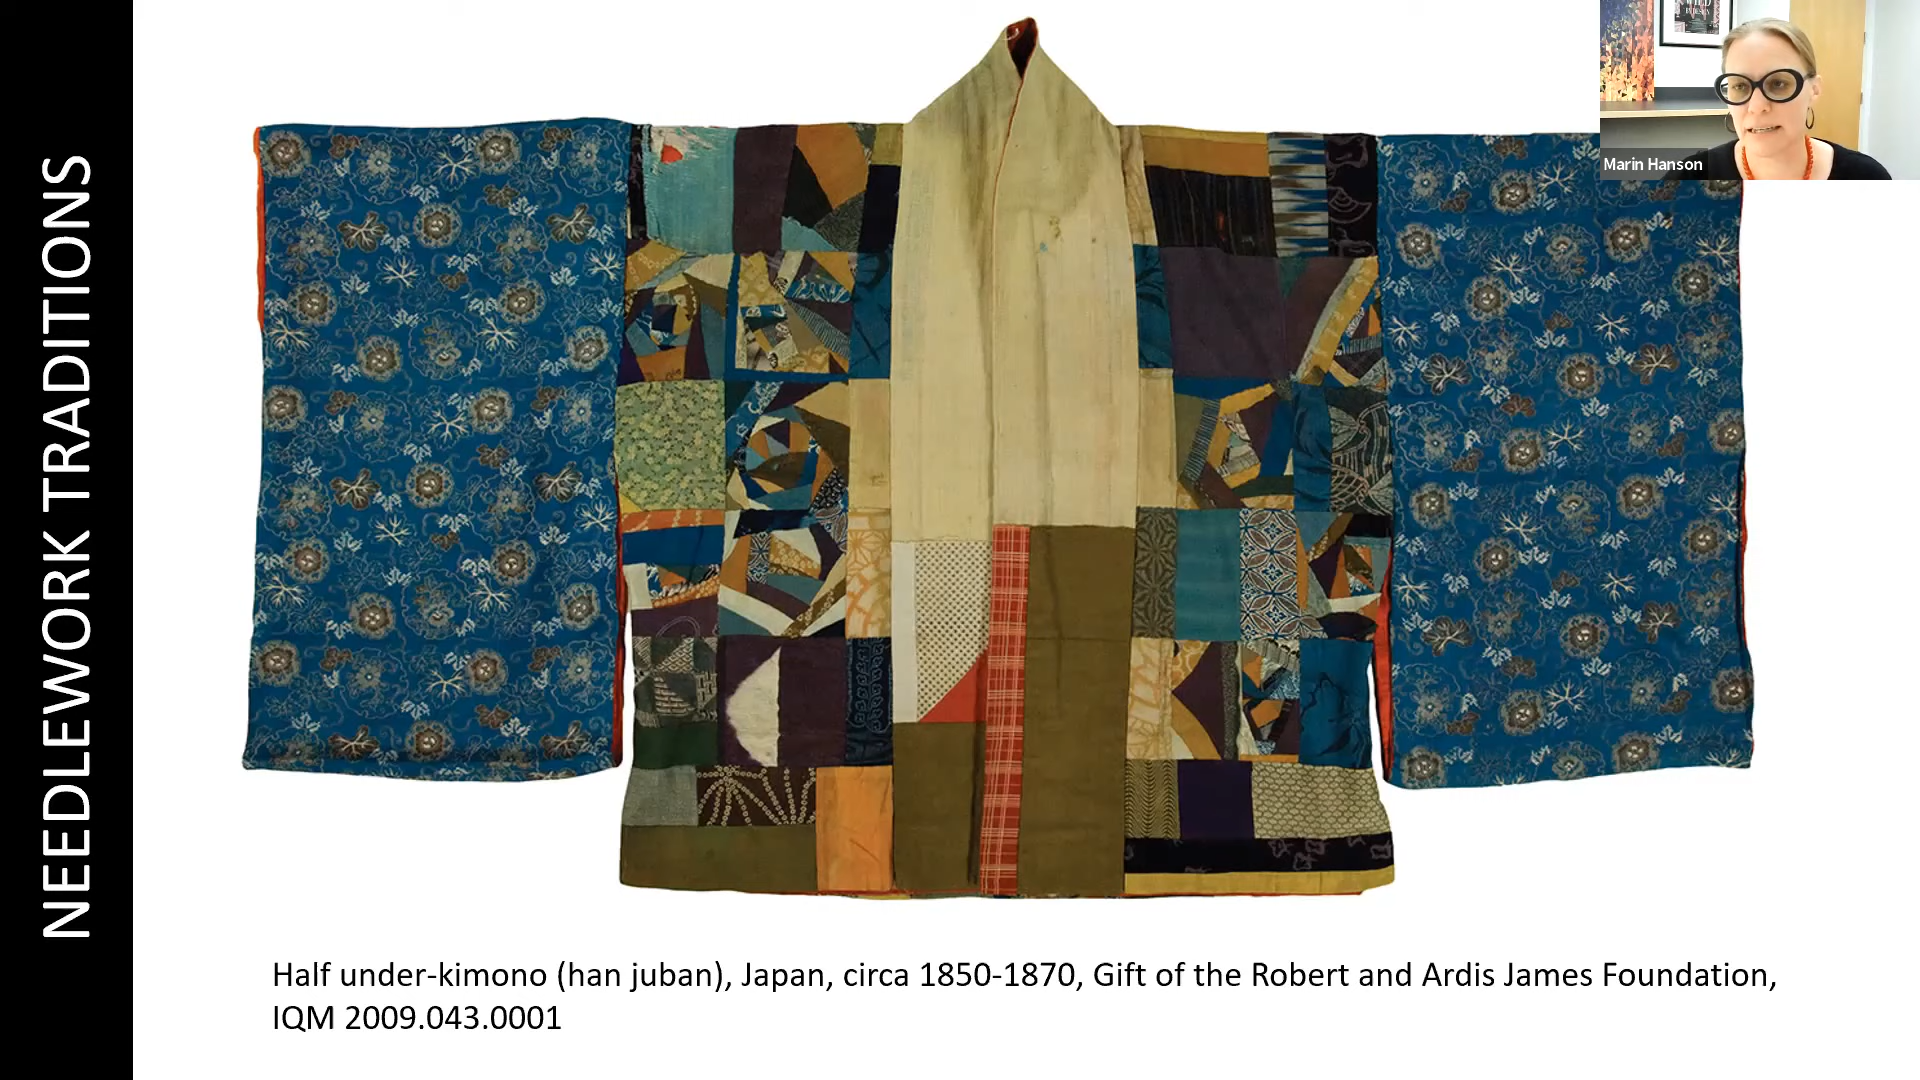 NEEDLEWORK TRADITIONS
Marin Hanson
Half under-kimono (han juban), Japan, circa 1850-1870, Gift of the Robert and Ardis James Foundation,
IQM 2009.043.0001